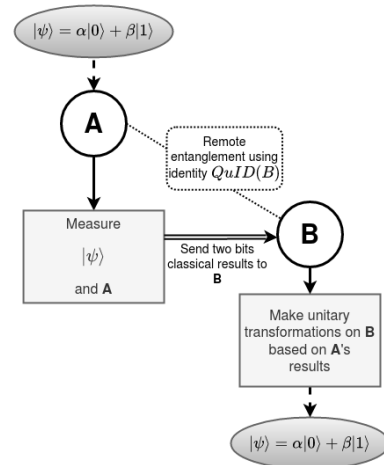 |ψ⟩ = α|0⟩ + β|1⟩
A
Remote
entanglement using
identity QuID(B)
Measure
|ψ⟩
and A
B
Send two bits
classical results to
B
Make unitary
transformations on B
based on A's
results
|ψ⟩ = α|0⟩ + β|1⟩